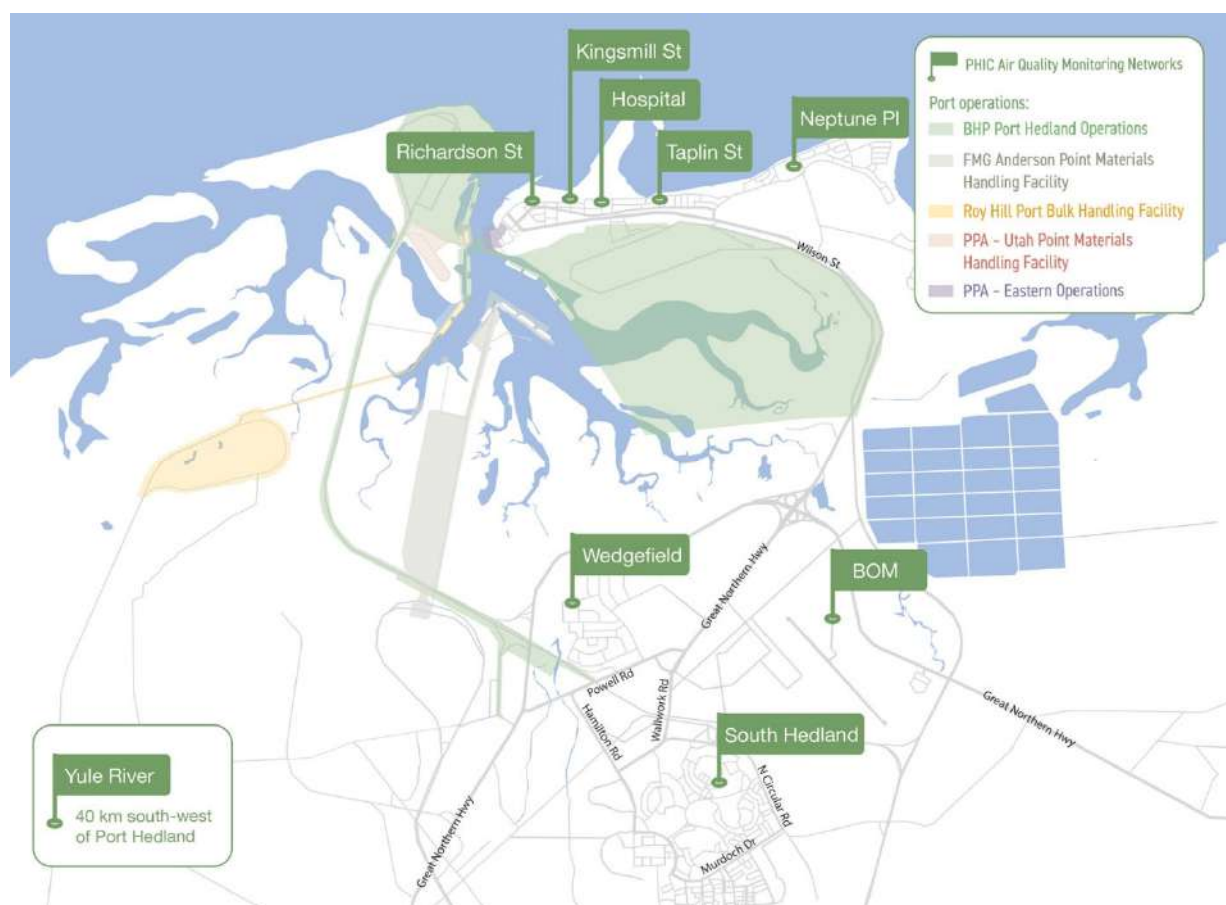 Kingsmill St
Hospital
Richardson St
Taplin St
Neptune Pl
PHIC Air Quality Monitoring Networks
Port operations:
BHP Port Hedland Operations
FMG Anderson Point Materials
Handling Facility
Roy Hill Port Bulk Handling Facility
PPA – Utah Point Materials
Handling Facility
PPA – Eastern Operations
Wilson St
Wedgefield
BOM
Great Northern Hwy
Powell Rd
Wallwork Rd
Hamilton Rd
Great Northern Hwy
South Hedland
N Circular Rd
Murdoch Dr
Great Northern Hwy
Yule River
40 km south-west
of Port Hedland